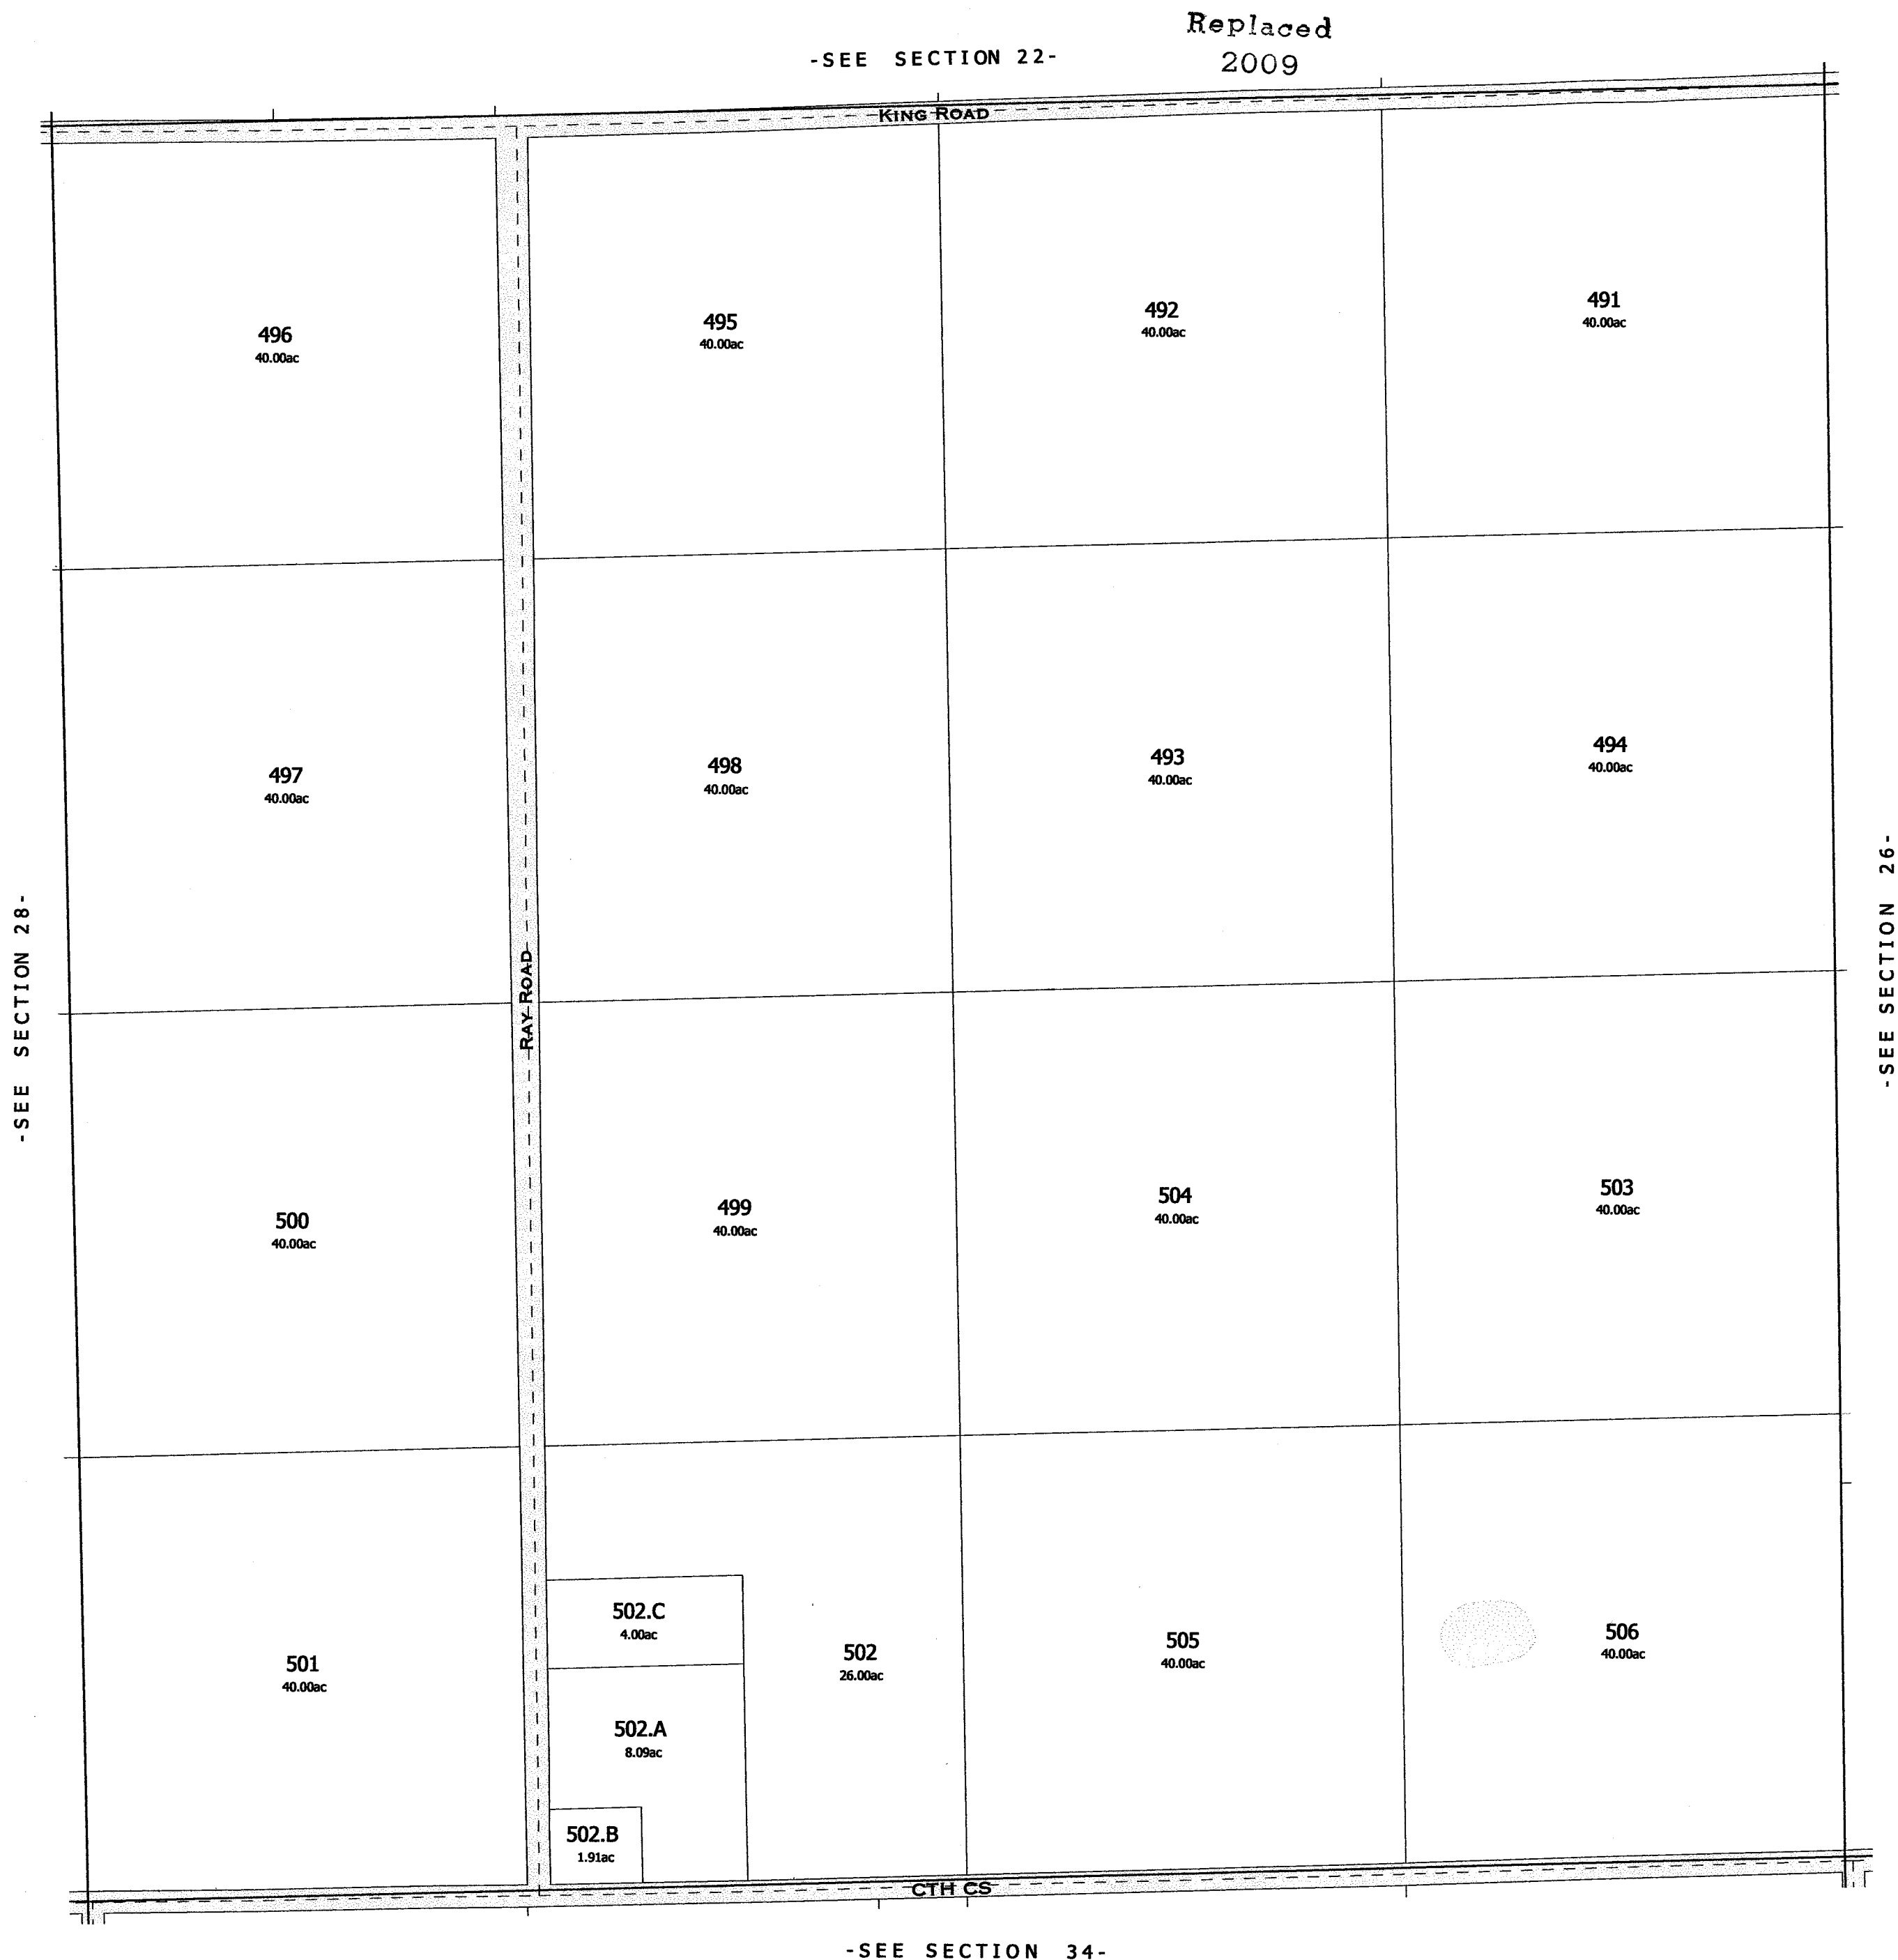 Replaced
2009
-SEE SECTION 22-
KING ROAD
496
40.00ac
495
40.00ac
492
40.00ac
491
40.00ac
497
40.00ac
498
40.00ac
493
40.00ac
494
40.00ac
-SEE SECTION 28-
RAY ROAD
-SEE SECTION 26-
500
40.00ac
499
40.00ac
504
40.00ac
503
40.00ac
501
40.00ac
502.C
4.00ac
502
26.00ac
505
40.00ac
506
40.00ac
502.A
8.09ac
502.B
1.91ac
CTH CS
-SEE SECTION 34-